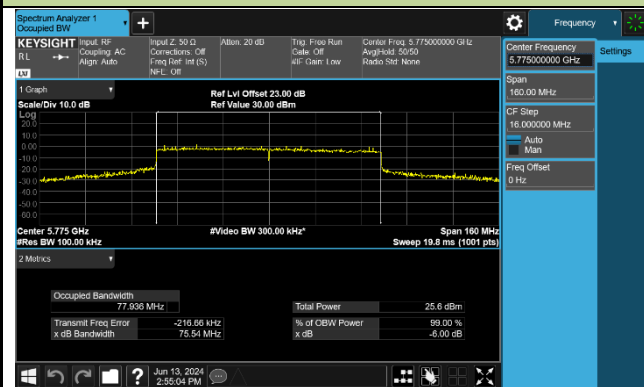 Spectrum Analyzer 1
Occupied BW
Frequency
KEYSIGHT
Input: RF
Input Z: 50 Ω
Atten: 20 dB
Trig: Free Run
Center Freq: 5.775000000 GHz
RL
Coupling: AC
Corrections: Off
Gate: Off
Avg|Hold: 50/50
Align: Auto
Freq Ref: Int (S)
#IF Gain: Low
Radio Std: None
NFE: Off
LXI
Center Frequency
5.775000000 GHz
Settings
Span
160.00 MHz
CF Step
16.000000 MHz
Auto
Man
Freq Offset
0 Hz
1 Graph
Ref Lvl Offset 23.00 dB
Scale/Div 10.0 dB
Ref Value 30.00 dBm
Log
20.0
10.0
0.00
-10.0
-20.0
-30.0
-40.0
-50.0
-60.0
Center 5.775 GHz
#Video BW 300.00 kHz*
Span 160 MHz
#Res BW 100.00 kHz
Sweep 19.8 ms (1001 pts)
2 Metrics
Occupied Bandwidth
77.936 MHz
Total Power
25.6 dBm
Transmit Freq Error
-216.66 kHz
% of OBW Power
99.00 %
x dB Bandwidth
75.54 MHz
x dB
-6.00 dB
?
Jun 13, 2024
2:55:04 PM